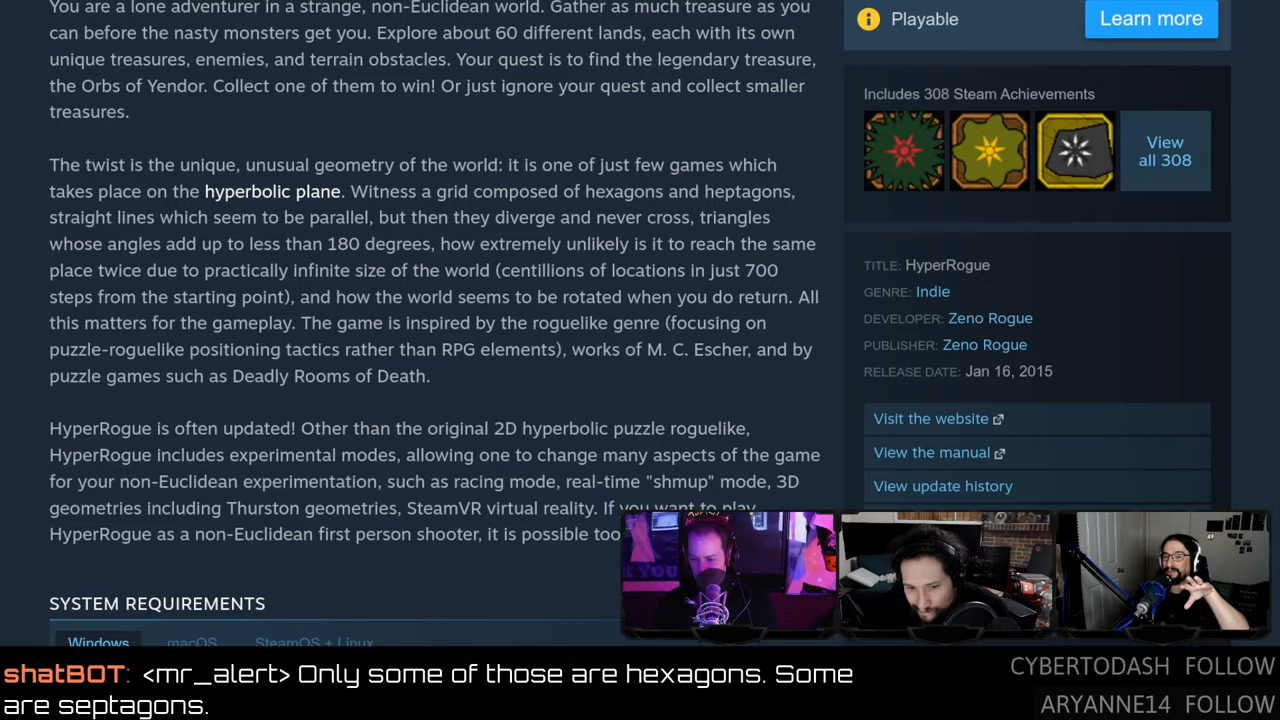 You are a lone adventurer in a strange, non-Euclidean world. Gather as much treasure as you
can before the nasty monsters get you. Explore about 60 different lands, each with its own
unique treasures, enemies, and terrain obstacles. Your quest is to find the legendary treasure,
the Orbs of Yendor. Collect one of them to win! Or just ignore your quest and collect smaller
treasures.
The twist is the unique, unusual geometry of the world: it is one of just few games which
takes place on the hyperbolic plane. Witness a grid composed of hexagons and heptagons,
straight lines which seem to be parallel, but then they diverge and never cross, triangles
whose angles add up to less than 180 degrees, how extremely unlikely is it to reach the same
place twice due to practically infinite size of the world (centillions of locations in just 700
steps from the starting point), and how the world seems to be rotated when you do return. All
this matters for the gameplay. The game is inspired by the roguelike genre (focusing on
puzzle-roguelike positioning tactics rather than RPG elements), works of M. C. Escher, and by
puzzle games such as Deadly Rooms of Death.
HyperRogue is often updated! Other than the original 2D hyperbolic puzzle roguelike,
HyperRogue includes experimental modes, allowing one to change many aspects of the game
for your non-Euclidean experimentation, such as racing mode, real-time "shmup" mode, 3D
geometries including Thurston geometries, SteamVR virtual reality. If you want to play
HyperRogue as a non-Euclidean first person shooter, it is possible too
SYSTEM REQUIREMENTS
Windows macOS SteamOS + Linux
Playable
Learn more
Includes 308 Steam Achievements
View
all 308
TITLE: HyperRogue
GENRE: Indie
DEVELOPER: Zeno Rogue
PUBLISHER: Zeno Rogue
RELEASE DATE: Jan 16, 2015
Visit the website
View the manual
View update history
shatBOT: <mr_alert> Only some of those are hexagons. Some
are septagons.
CYBERTODASH FOLLOW
ARYANNE14 FOLLOW